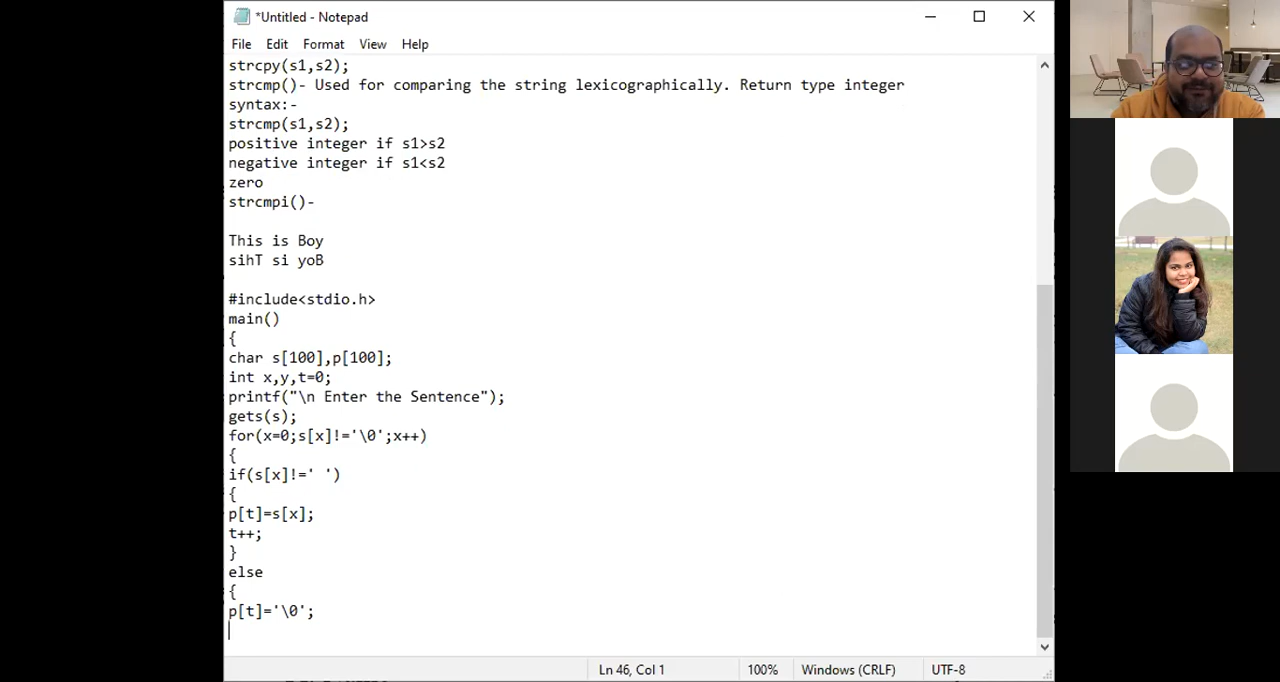 *Untitled - Notepad
File Edit Format View Help
strcpy(s1,s2);
strcmp()- Used for comparing the string lexicographically. Return type integer
syntax:-
strcmp(s1,s2);
positive integer if s1>s2
negative integer if s1<s2
zero
strcmpi()-
This is Boy
sihT si yoB
#include<stdio.h>
main()
{
char s[100],p[100];
int x,y,t=0;
printf("\n Enter the Sentence");
gets(s);
for(x=0;s[x]!='\0';x++)
{
if(s[x]!=' ')
{
p[t]=s[x];
t++;
}
else
{
p[t]='\0';
Ln 46, Col 1 100% Windows (CRLF) UTF-8